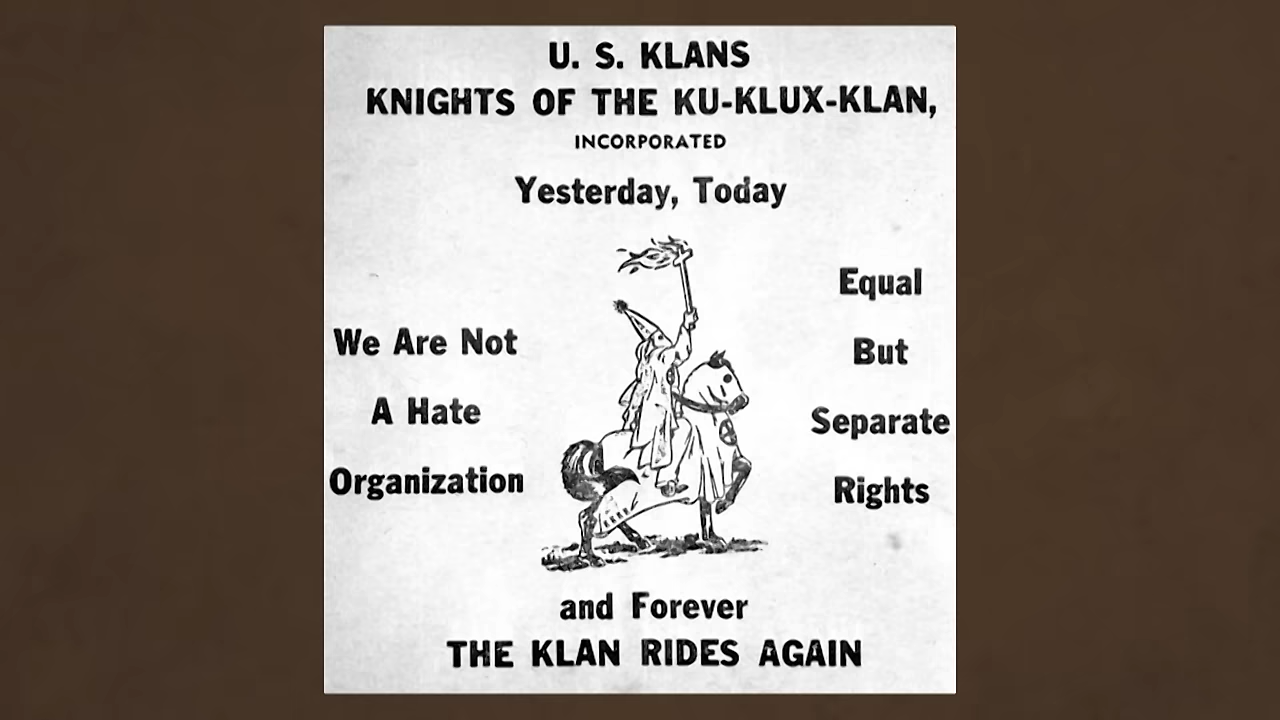 U. S. KLANS
KNIGHTS OF THE KU-KLUX-KLAN,
INCORPORATED
Yesterday, Today
We Are Not
A Hate
Organization
Equal
But
Separate
Rights
and Forever
THE KLAN RIDES AGAIN